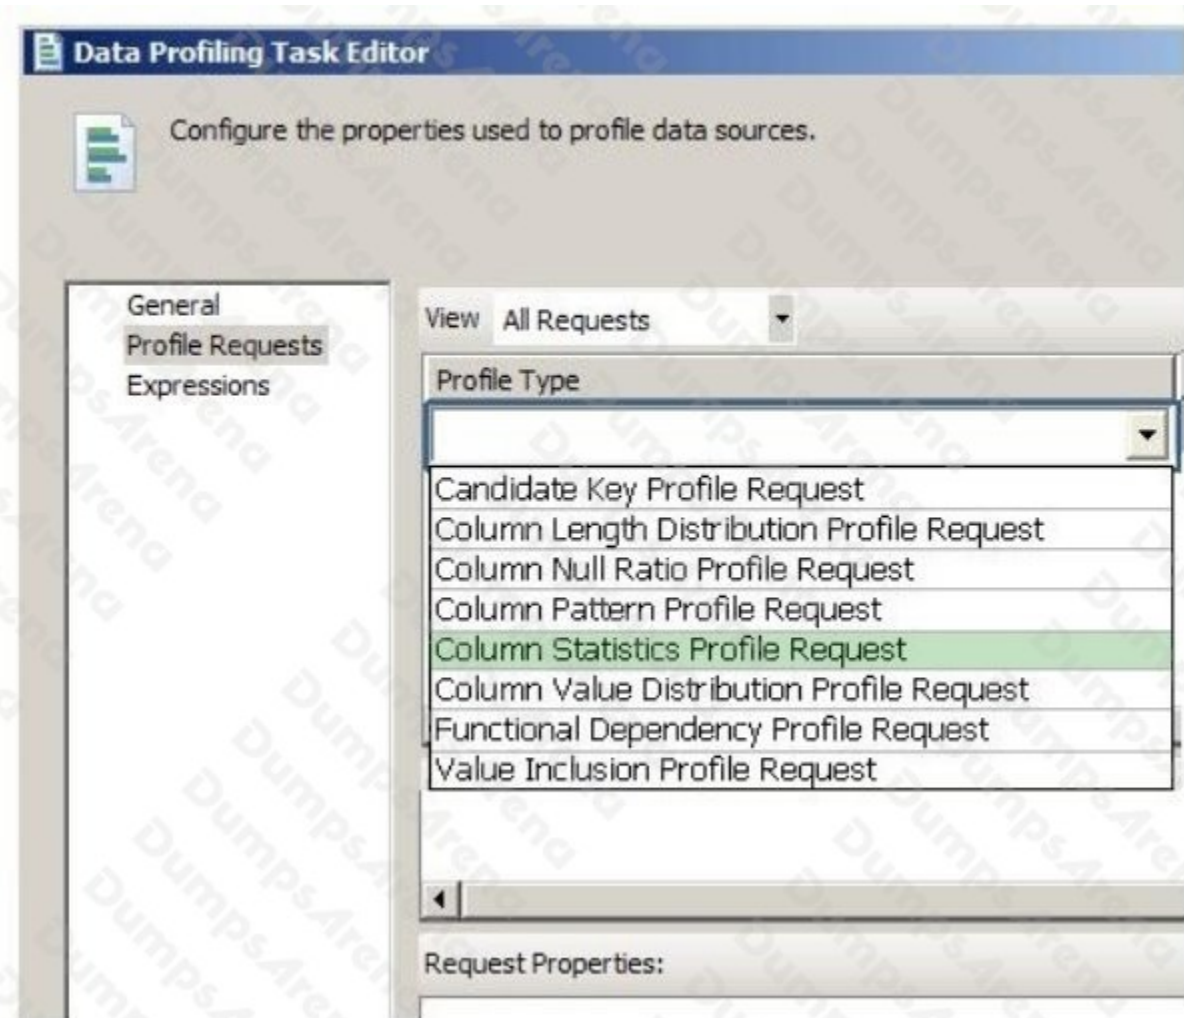 Data Profiling Task Editor
Configure the properties used to profile data sources.
General
Profile Requests
Expressions
View All Requests
Profile Type
Candidate Key Profile Request
Column Length Distribution Profile Request
Column Null Ratio Profile Request
Column Pattern Profile Request
Column Statistics Profile Request
Column Value Distribution Profile Request
Functional Dependency Profile Request
Value Inclusion Profile Request
Request Properties:
DumpsArena